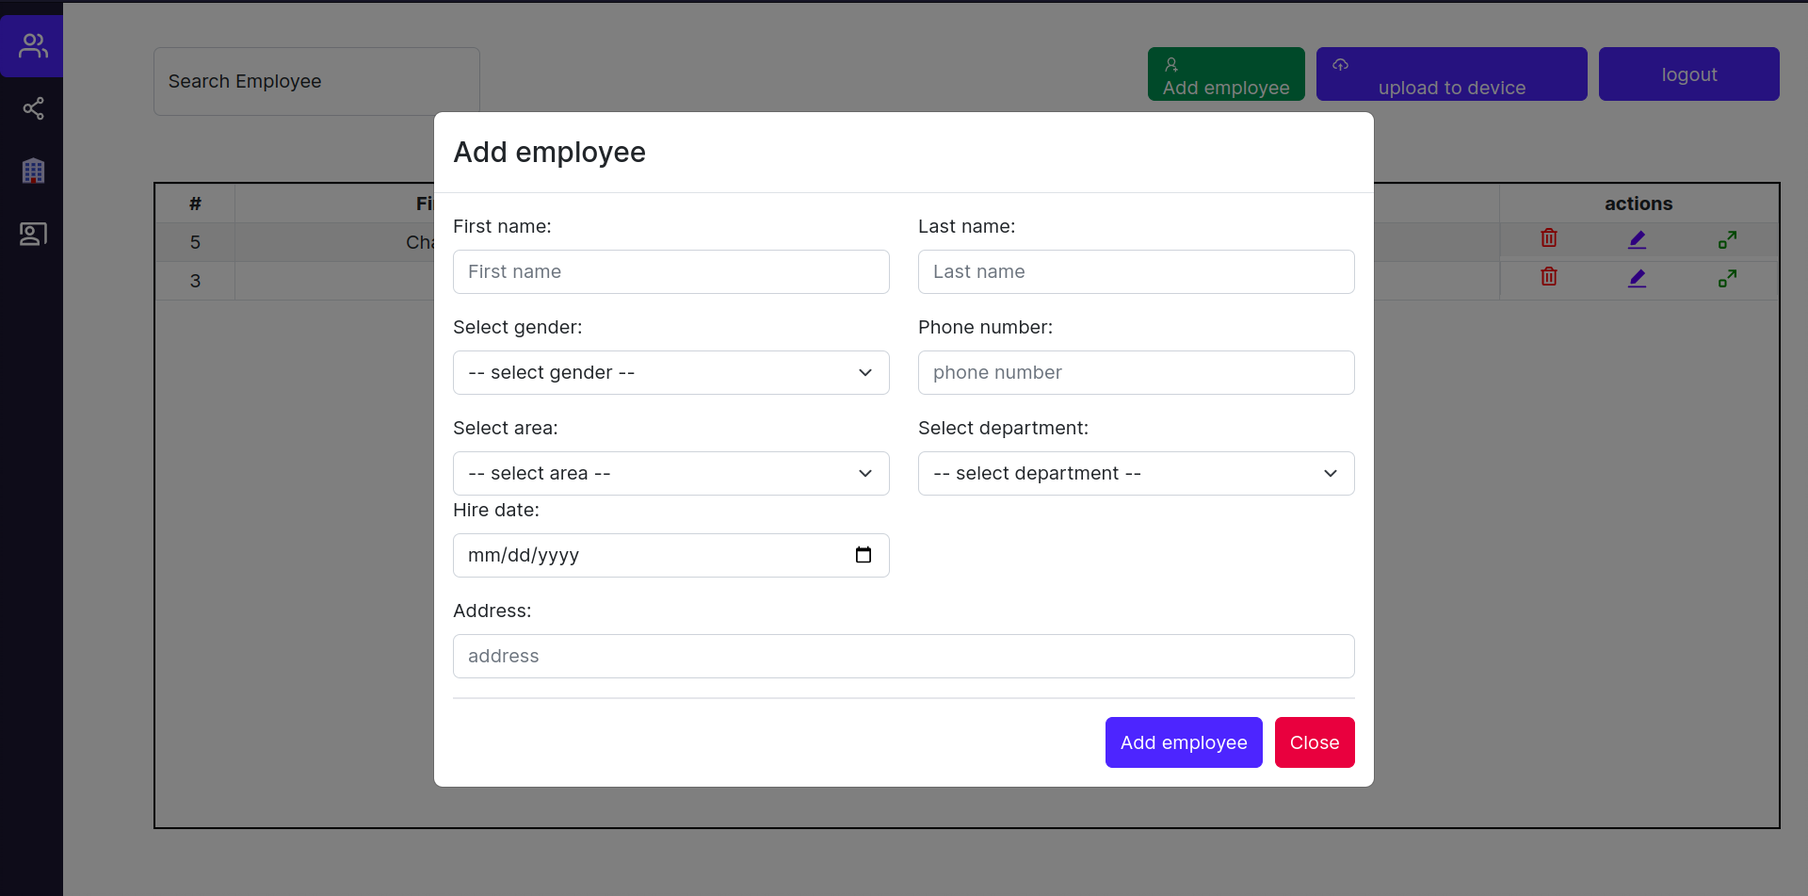 Search Employee
Add employee
upload to device
logout
Add employee
#
actions
5
3
First name:
Last name:
First name
Last name
Select gender:
Phone number:
-- select gender --
phone number
Select area:
Select department:
-- select area --
-- select department --
Hire date:
mm/dd/yyyy
Address:
address
Add employee
Close